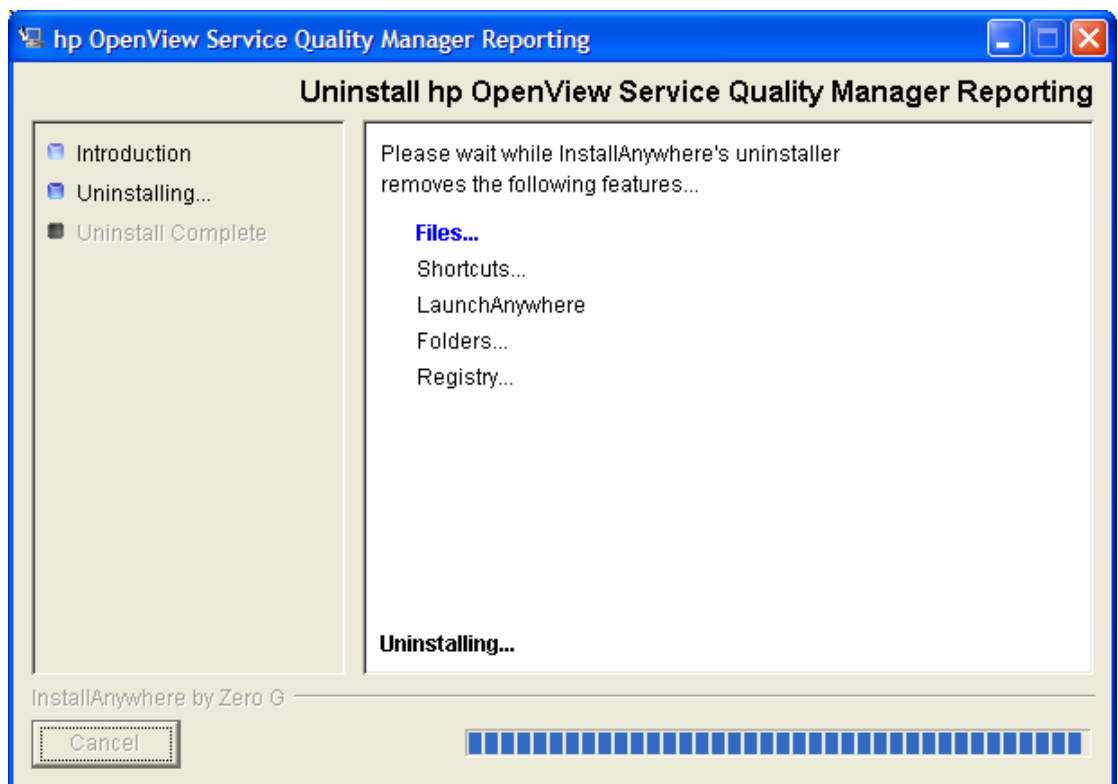 hp OpenView Service Quality Manager Reporting
Uninstall hp OpenView Service Quality Manager Reporting
Introduction
Uninstalling...
Uninstall Complete
Please wait while InstallAnywhere's uninstaller
removes the following features...
Files...
Shortcuts...
LaunchAnywhere
Folders...
Registry...
Uninstalling...
InstallAnywhere by Zero G
Cancel